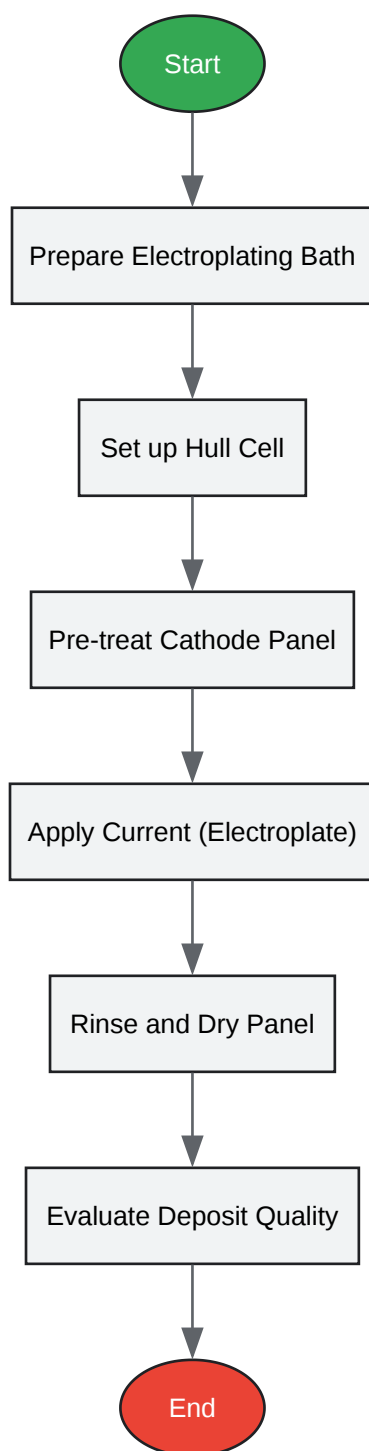 Start
Prepare Electroplating Bath
Set up Hull Cell
Pre-treat Cathode Panel
Apply Current (Electroplate)
Rinse and Dry Panel
Evaluate Deposit Quality
End